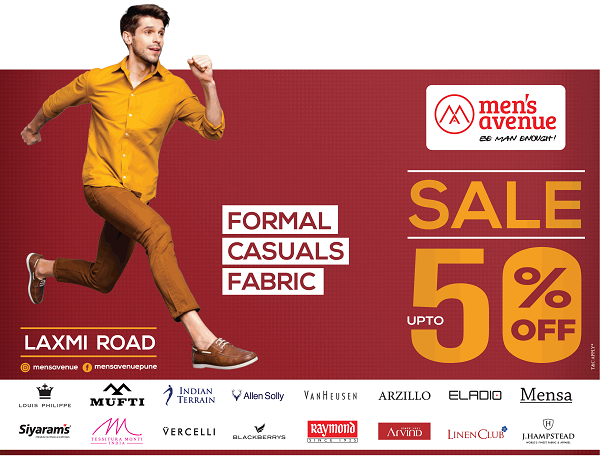 men's
avenue
BE MAN ENOUGH!
SALE
UPTO 50% OFF
FORMAL
CASUALS
FABRIC
LAXMI ROAD
mensavenue mensavenuepune
T&C APPLY*
LOUIS PHILIPPE MUFTI INDIAN TERRAIN Allen Solly VANHEUSEN ARZILLO ELADIO Mensa
Siyaram's TESSITURA MONTI INDIA VERCELLI BLACKBERRYS Raymond SINCE 1925 ARVIND LINEN CLUB J.HAMPSTEAD